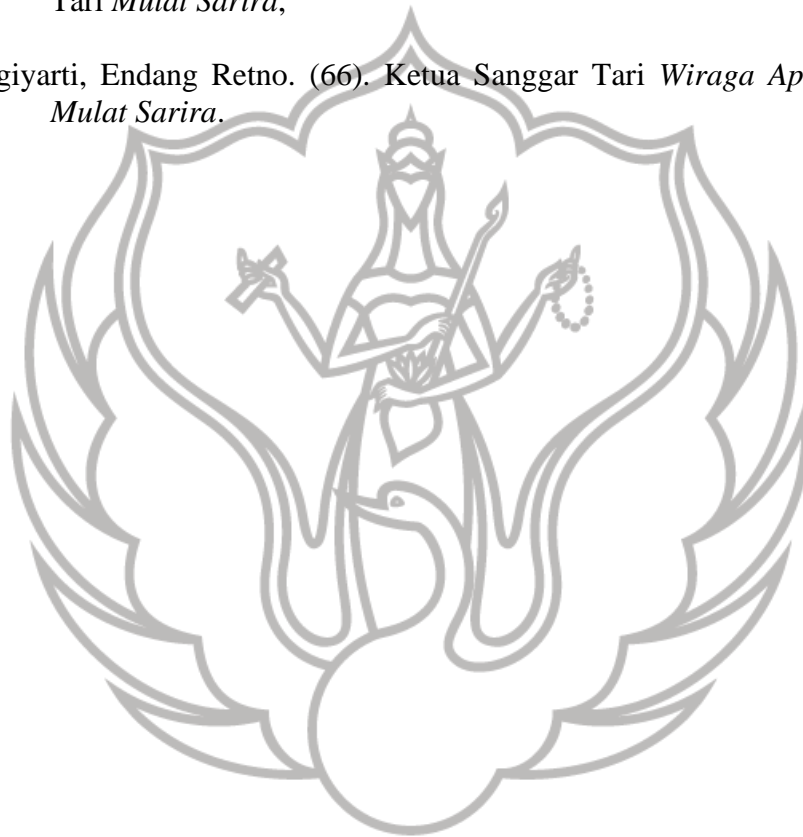 Tari Mulat Sarira,
giyarti, Endang Retno. (66). Ketua Sanggar Tari Wiraga Ap
Mulat Sarira.